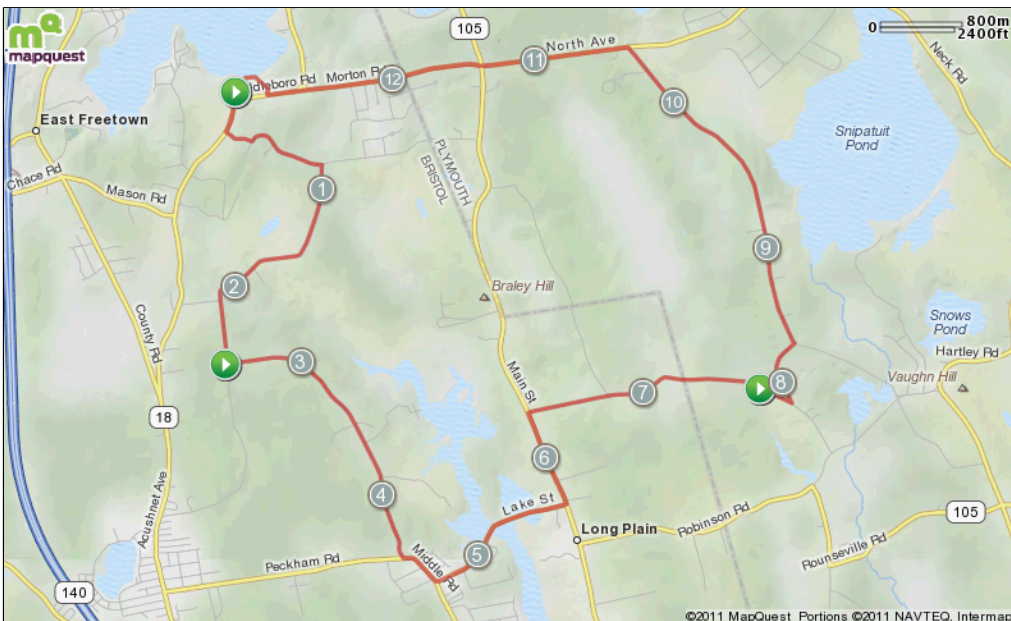 mapquest
105
800m
0
2400ft
North Ave
11
Neck Rd
12
Morton Rd
10
East Freetown
Snipatuit
Pond
PLYMOUTH
BRISTOL
Chace Rd
Mason Rd
1
9
2
Braley Hill
Snows
Pond
County Rd
Hartley Rd
3
Main St
Vaughn Hill
8
7
18
6
4
Acushnet Ave
Lake St
105
Long Plain
Robinson Rd
5
Rounseville Rd
Peckham Rd
Middle Rd
140
©2011 MapQuest Portions ©2011 NAVTEQ, Intermap